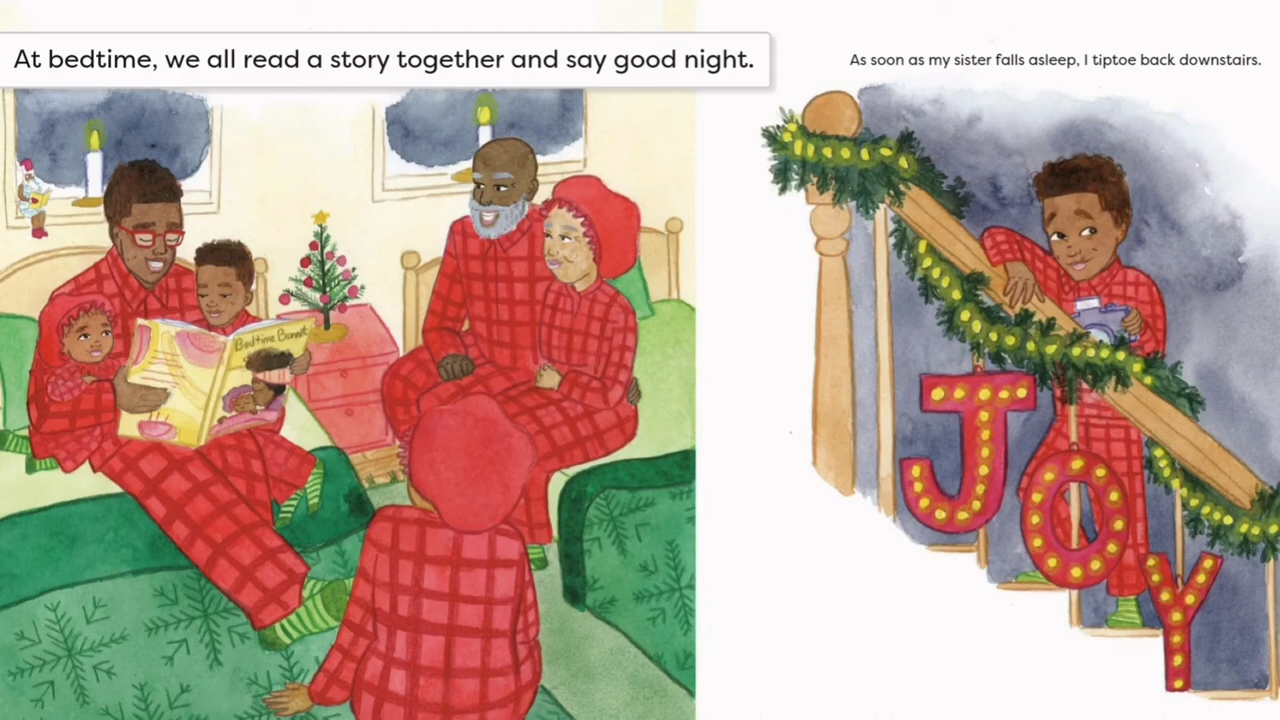 At bedtime, we all read a story together and say good night.
As soon as my sister falls asleep, I tiptoe back downstairs.
Bedtime Bonnet
JOY